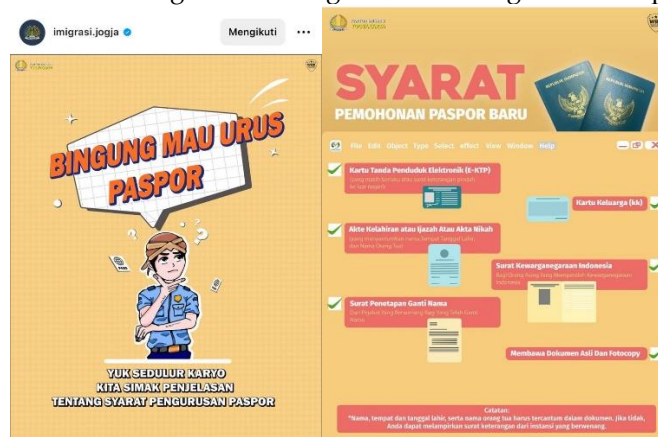 imigrasi.jogja
Mengikuti
BINGUNG MAU URUS
PASPOR
YUK SEDULUR KARYO
KITA SIMAK PENJELASAN
TENTANG SYARAT PENGURUSAN PASPOR
SYARAT
PEMOHONAN PASPOR BARU
File Edit Object Type Select effect View Window Help
Kartu Tanda Penduduk Elektronik (E-KTP)
Kartu Keluarga (kk)
Akte Kelahiran atau Ijazah Atau Akta Nikah
Surat Kewarganegaraan Indonesia
Surat Penetapan Ganti Nama
Membawa Dokumen Asli Dan Fotocopy
Catatan:
"Nama, tempat dan tanggal lahir, serta nama orang tua harus tercantum dalam dokumen. Jika tidak,
Anda dapat melampirkan surat keterangan dari instansi yang berwenang.